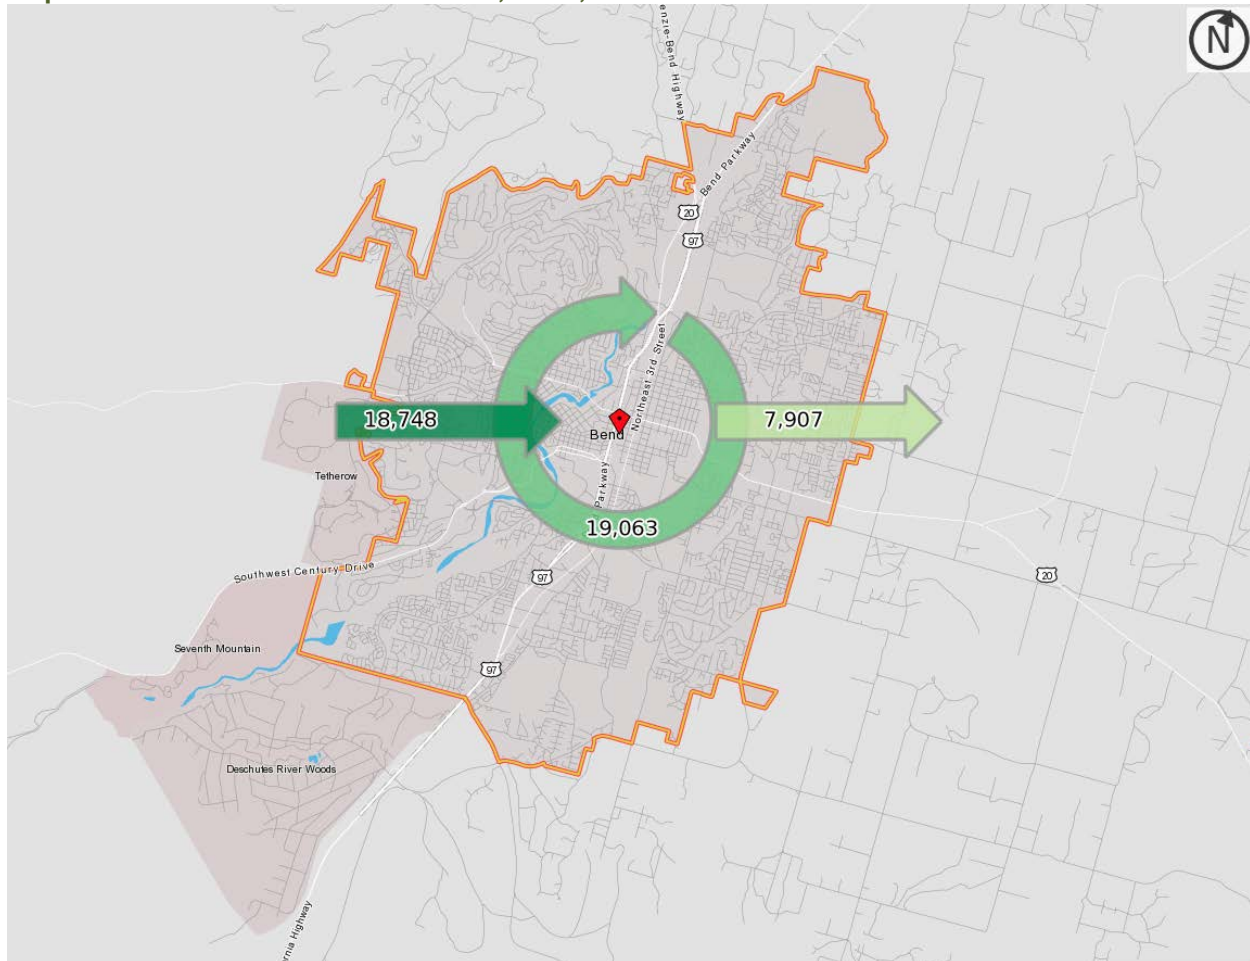 N
enzie-Bend Highway
Bend Parkway
20
97
Northeast 3rd Street
18,748
7,907
Bend
Parkway
Tetherow
19,063
Southwest Century Drive
97
20
Seventh Mountain
97
Deschutes River Woods
rnia Highway